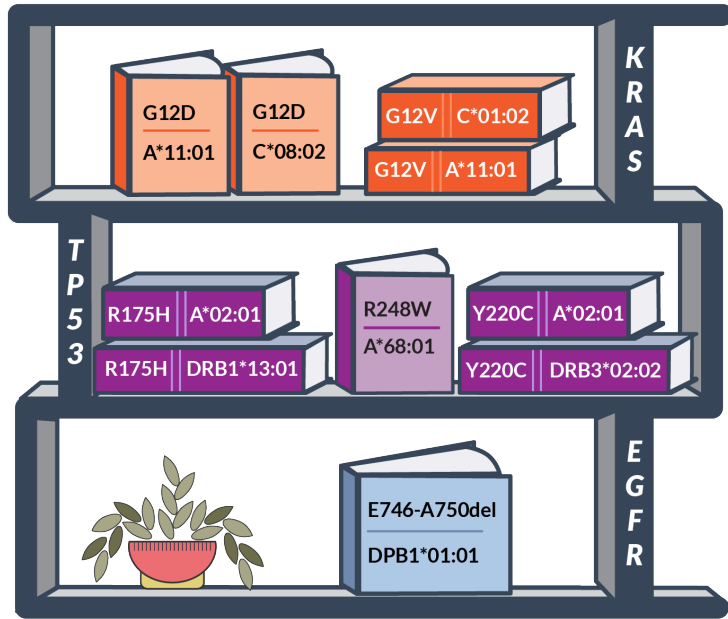 KRAS
G12D
A*11:01
G12D
C*08:02
G12V C*01:02
G12V A*11:01
TP53
R175H A*02:01
R175H DRB1*13:01
R248W
A*68:01
Y220C A*02:01
Y220C DRB3*02:02
EGFR
E746-A750del
DPB1*01:01